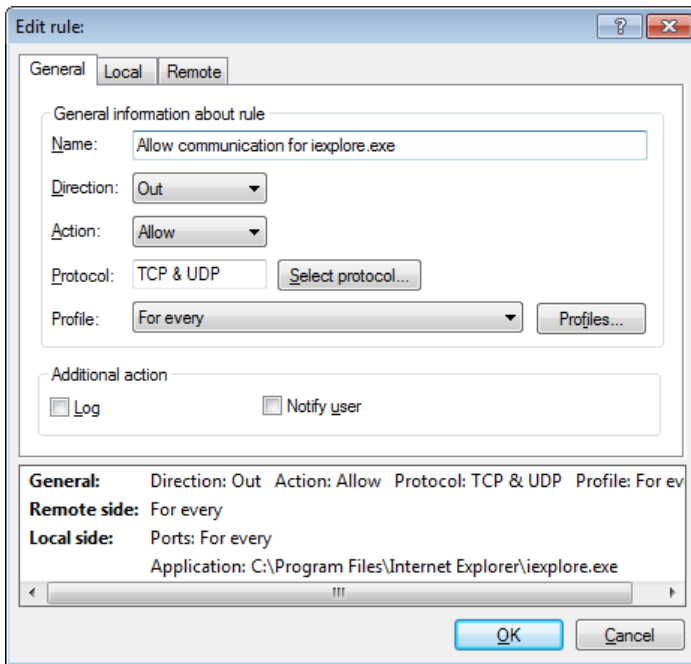 Edit rule:
General Local Remote
General information about rule
Name: Allow communication for iexplore.exe
Direction: Out
Action: Allow
Protocol: TCP & UDP Select protocol...
Profile: For every Profiles...
Additional action
Log Notify user
General: Direction: Out Action: Allow Protocol: TCP & UDP Profile: For ev
Remote side: For every
Local side: Ports: For every
Application: C:\Program Files\Internet Explorer\iexplore.exe
OK Cancel